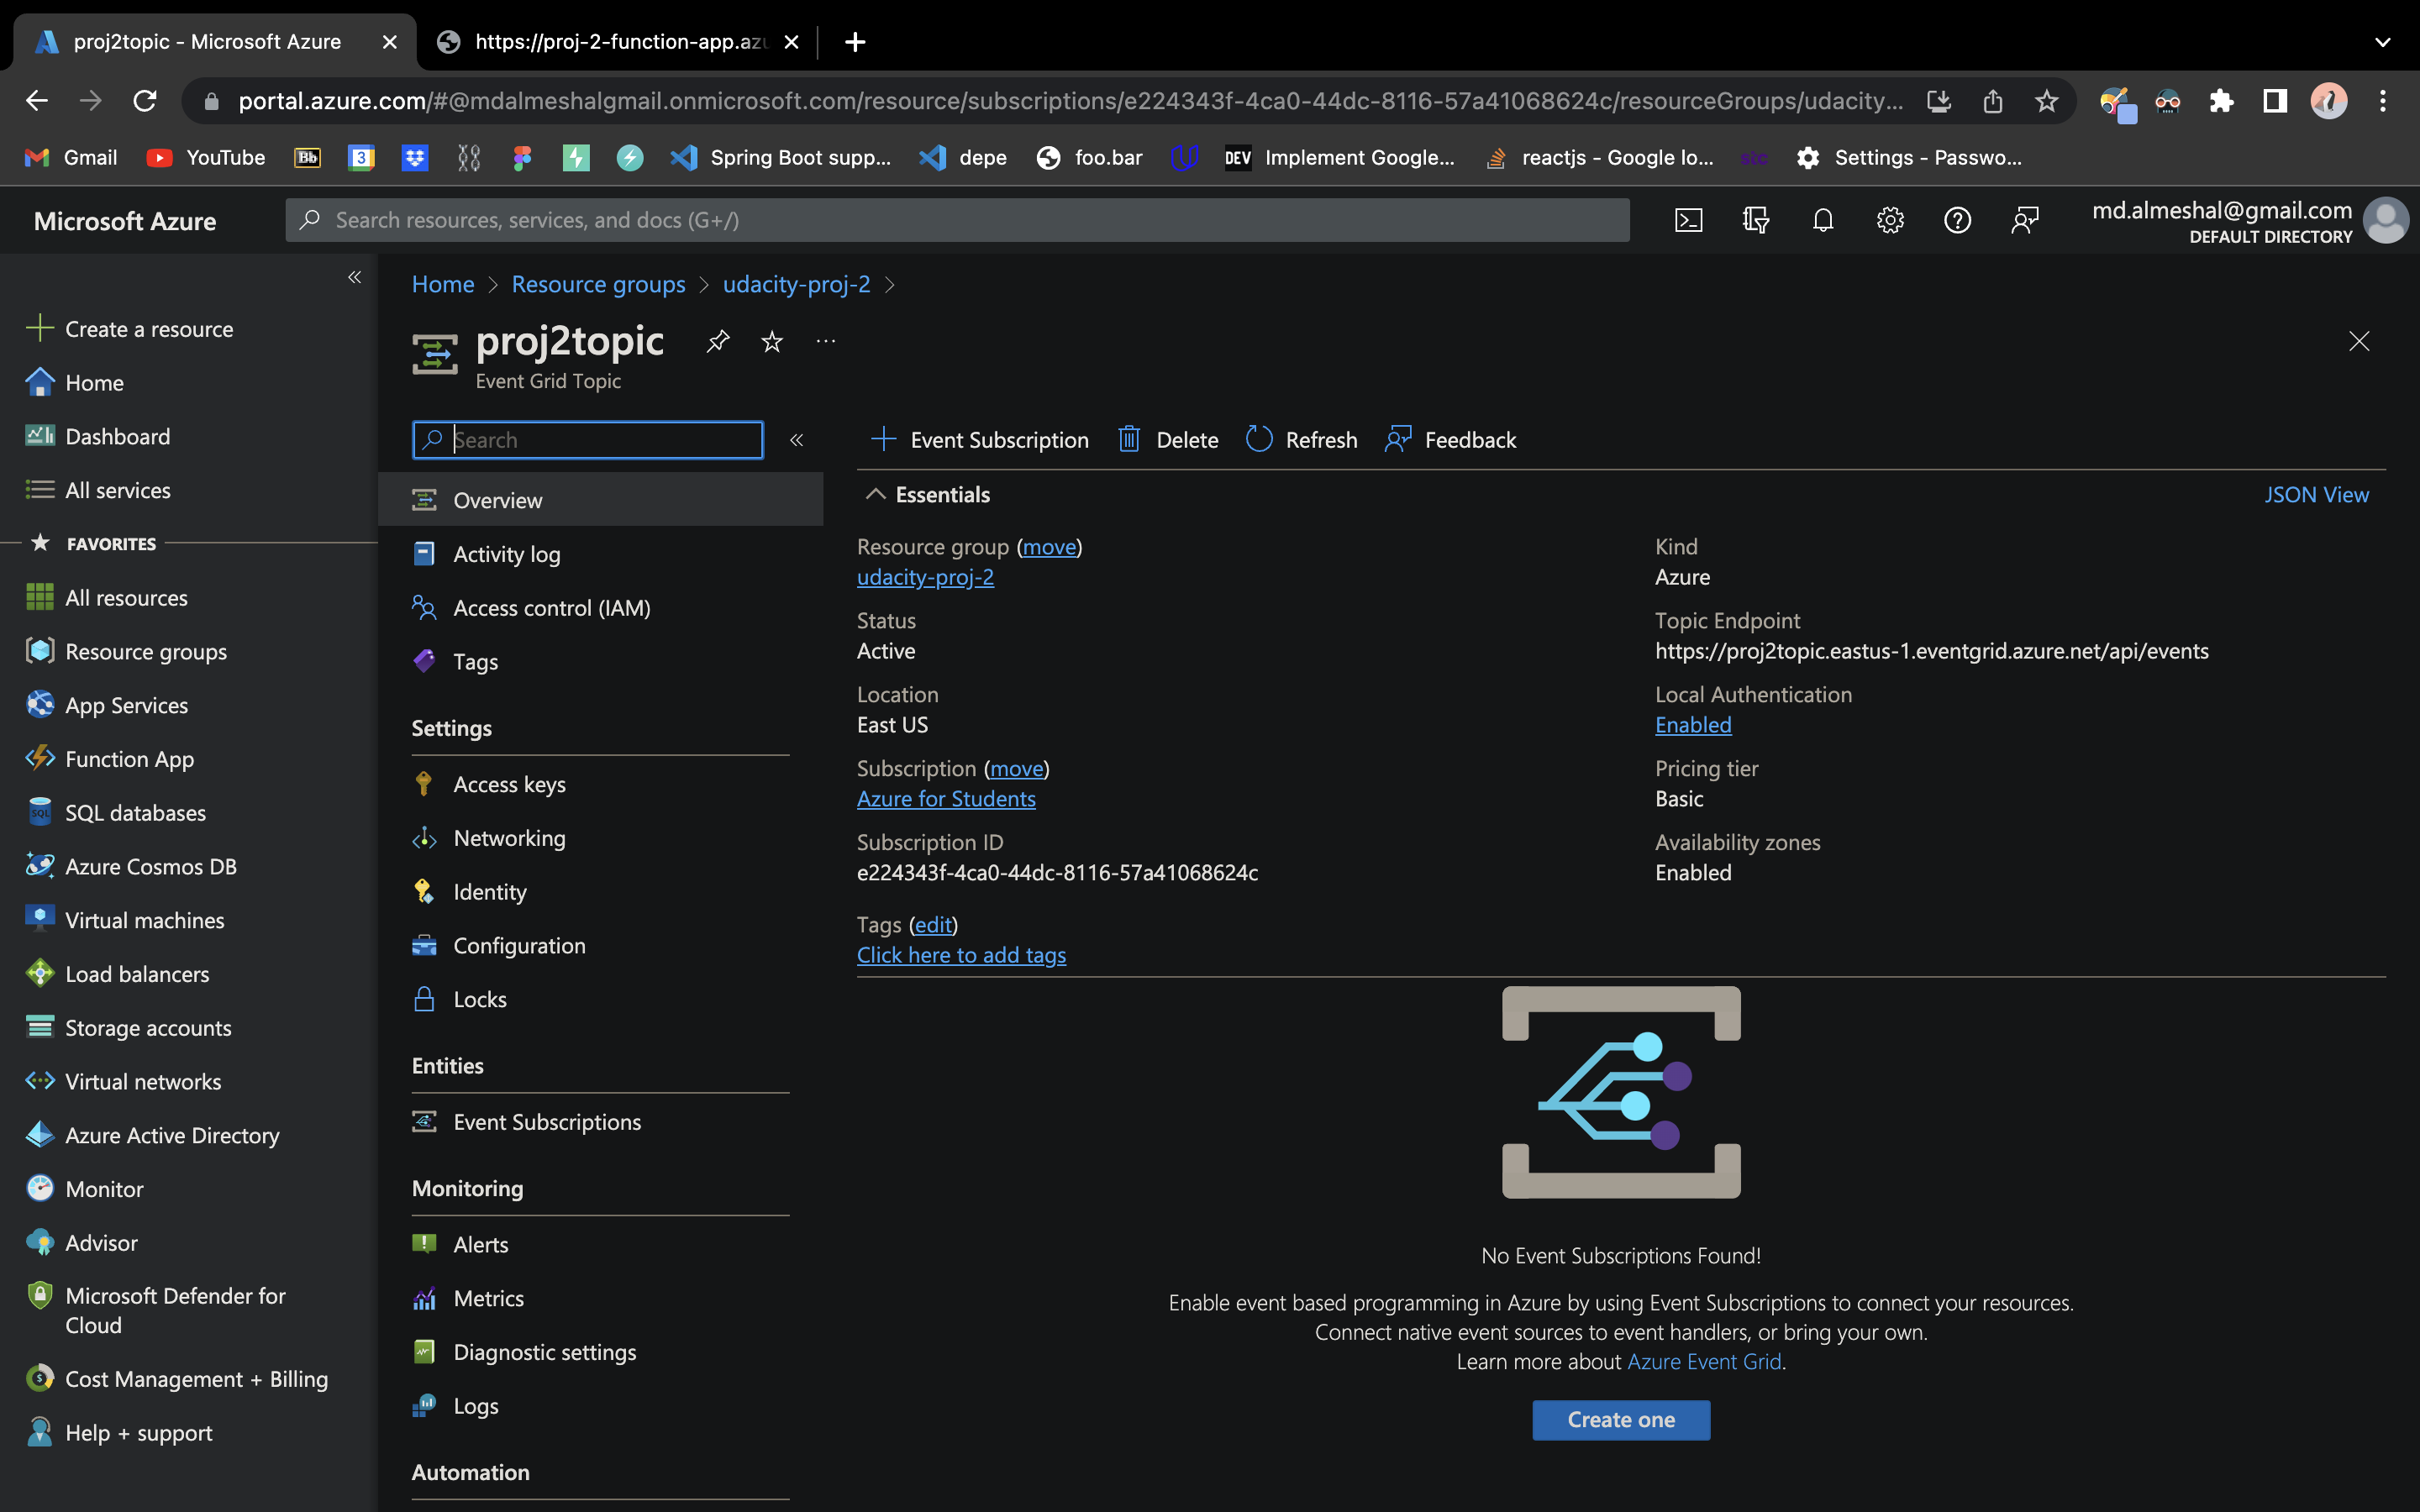 proj2topic - Microsoft Azure
https://proj-2-function-app.azu
portal.azure.com/#@mdalmeshalgmail.onmicrosoft.com/resource/subscriptions/e224343f-4ca0-44dc-8116-57a41068624c/resourceGroups/udacity...
Gmail
YouTube
Bb
3
Spring Boot supp...
depe
foo.bar
DEV
Implement Google...
reactjs - Google lo...
stc
Settings - Passwo...
Microsoft Azure
Search resources, services, and docs (G+/)
md.almeshal@gmail.com
DEFAULT DIRECTORY
Create a resource
Home
Dashboard
All services
FAVORITES
All resources
Resource groups
App Services
Function App
SQL databases
Azure Cosmos DB
Virtual machines
Load balancers
Storage accounts
Virtual networks
Azure Active Directory
Monitor
Advisor
Microsoft Defender for
Cloud
Cost Management + Billing
Help + support
Home > Resource groups > udacity-proj-2 >
proj2topic
Event Grid Topic
Search
Overview
Activity log
Access control (IAM)
Tags
Settings
Access keys
Networking
Identity
Configuration
Locks
Entities
Event Subscriptions
Monitoring
Alerts
Metrics
Diagnostic settings
Logs
Automation
Event Subscription
Delete
Refresh
Feedback
Essentials
JSON View
Resource group (move)
udacity-proj-2
Status
Active
Location
East US
Subscription (move)
Azure for Students
Subscription ID
e224343f-4ca0-44dc-8116-57a41068624c
Tags (edit)
Click here to add tags
Kind
Azure
Topic Endpoint
https://proj2topic.eastus-1.eventgrid.azure.net/api/events
Local Authentication
Enabled
Pricing tier
Basic
Availability zones
Enabled
No Event Subscriptions Found!
Enable event based programming in Azure by using Event Subscriptions to connect your resources.
Connect native event sources to event handlers, or bring your own.
Learn more about Azure Event Grid.
Create one